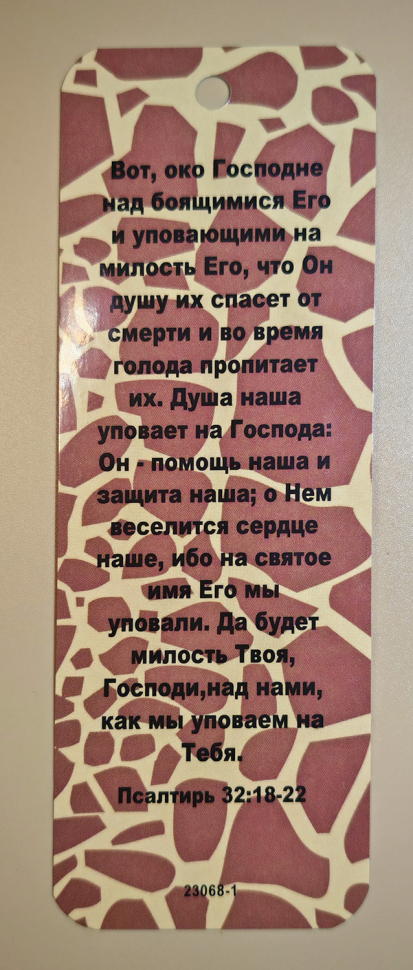 Вот, око Господне
над боящимися Его
и уповающими на
милость Его, что Он
душу их спасет от
смерти и во время
голода пропитает
их. Душа наша
уповает на Господа:
Он - помощь наша и
защита наша; о Нем
веселится сердце
наше, ибо на святое
имя Его мы
уповали. Да будет
милость Твоя,
Господи,над нами,
как мы уповаем на
Тебя.
Псалтирь 32:18-22
23068-1